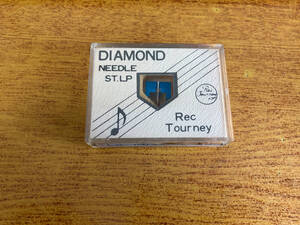 DIAMOND
NEEDLE
ST.LP
Rec
Tourney